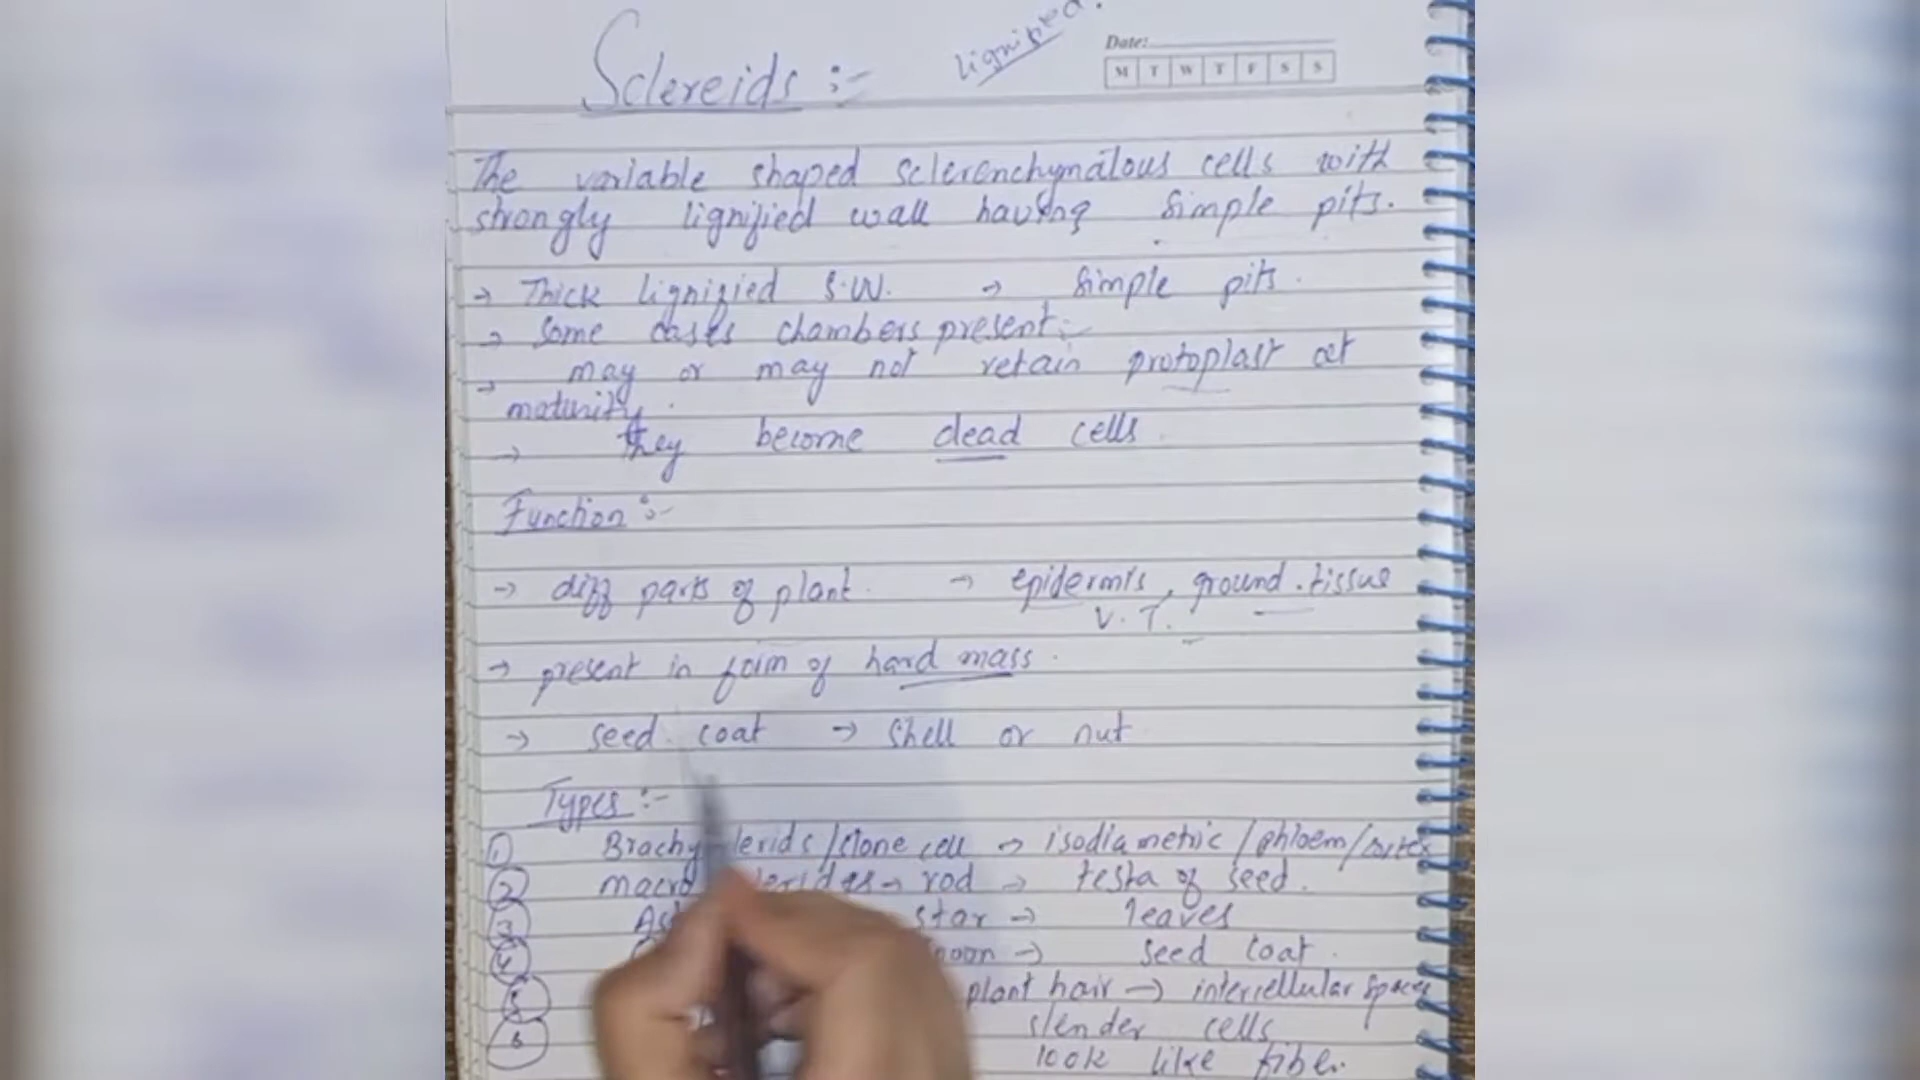 Sclereids :-
lignified.
Date:
M T W T F S S
The variable shaped sclerenchymatous cells with
strongly lignified wall having simple pits.
→ Thick lignified S.W. → simple pits.
→ Some cases chambers present:-
→ may or may not retain protoplast at
maturity.
→ they become dead cells
Function :-
→ diff parts of plant. → epidermis, ground tissue
V.T.
→ present in form of hard mass.
→ seed coat → shell or nut
Types :-
① Brachy lerids/stone cell → isodiametric/phloem/cortex
② macro → rod → testa of seed.
③ star → leaves
④ → seed coat.
⑤ plant hair → intercellular spaces
⑥ slender cells
look like fiber.